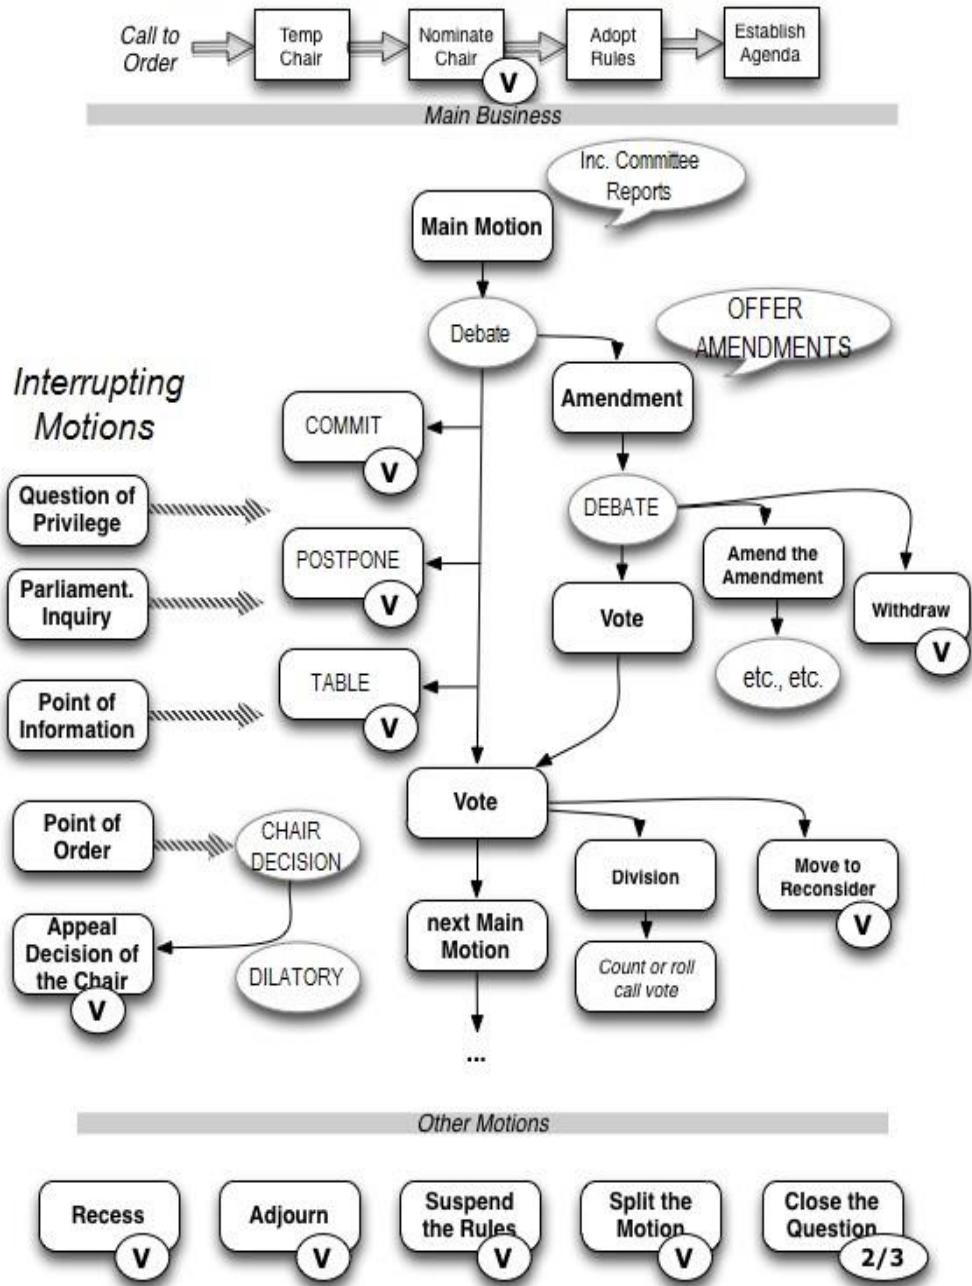 Call to
Order
Temp
Chair
Nominate
Chair
V
Adopt
Rules
Establish
Agenda
Main Business
Inc. Committee
Reports
Main Motion
Debate
OFFER
AMENDMENTS
Amendment
Interrupting
Motions
COMMIT
V
Question of
Privilege
DEBATE
POSTPONE
V
Amend the
Amendment
Parliament.
Inquiry
Vote
Withdraw
V
TABLE
V
etc., etc.
Point of
Information
Vote
Point of
Order
CHAIR
DECISION
Division
Move to
Reconsider
V
Appeal
Decision of
the Chair
V
DILATORY
next Main
Motion
Count or roll
call vote
...
Other Motions
Recess
V
Adjourn
V
Suspend
the Rules
V
Split the
Motion
V
Close the
Question
2/3